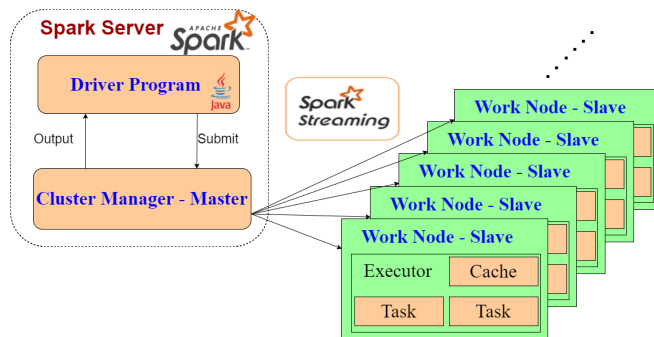 Spark Server
APACHE
Spark
Driver Program
Java
Output
Submit
Cluster Manager - Master
Spark
Streaming
Work Node - Slave
Work Node - Slave
Work Node - Slave
Work Node - Slave
Work Node - Slave
Executor
Cache
Task
Task